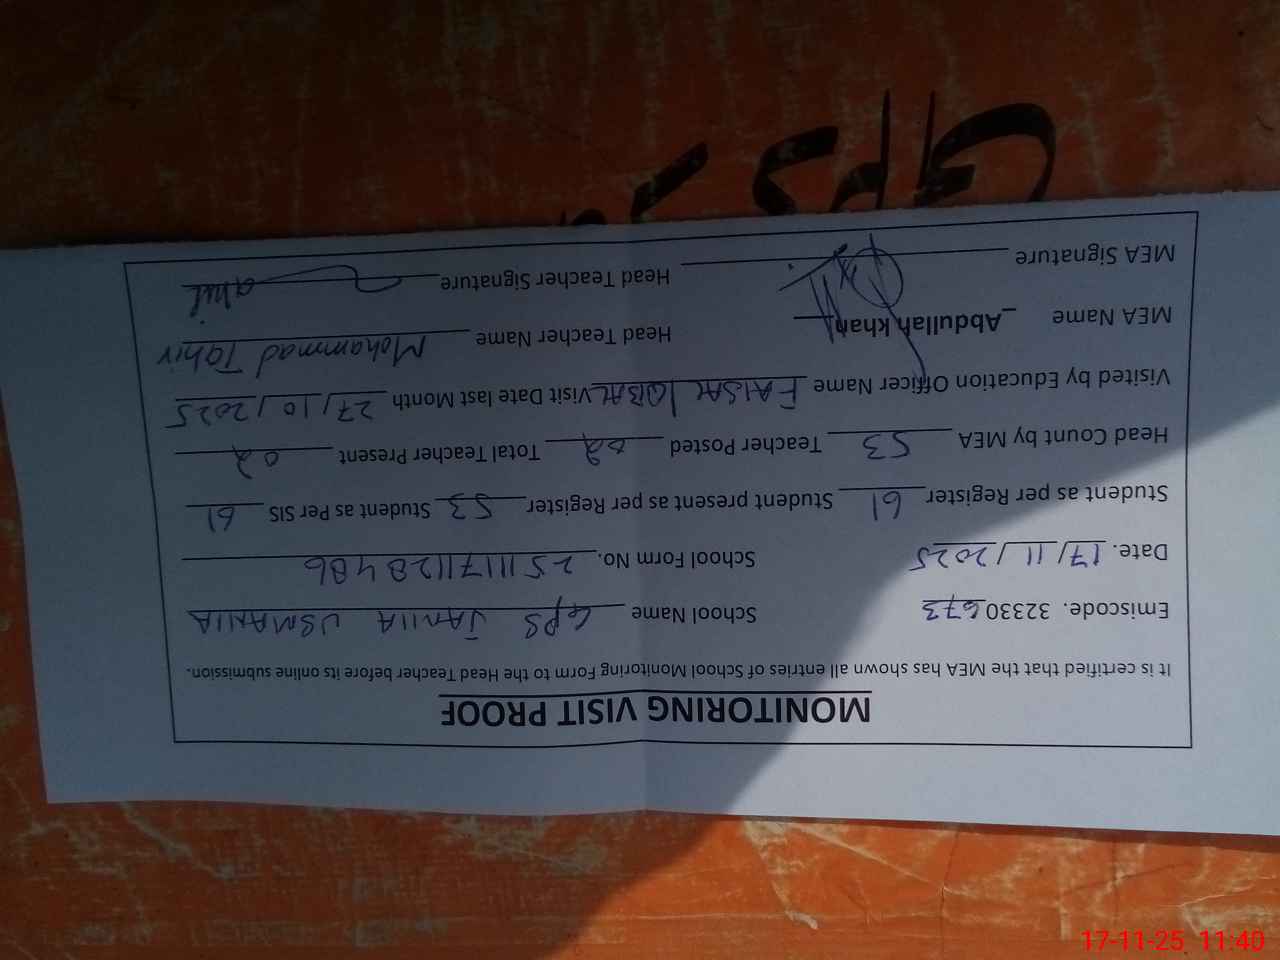 MONITORING VISIT PROOF
It is certified that the MEA has shown all entries of School Monitoring Form to the Head Teacher before its online submission.
Emiscode. 32330673 School Name GPS JAMIA USMANIA
Date. 17/11/2025 School Form No. 251117112B486
Student as per Register 61 Student present as per Register 53 Student as Per SIS 61
Head Count by MEA 53 Teacher Posted 02 Total Teacher Present 02
Visited by Education Officer Name FAISAL IQBAL Visit Date last Month 27/10/2025
MEA Name Abdullah khan Head Teacher Name Mohammad Tahir
MEA Signature Head Teacher Signature
GPS
17-11-25 11:40